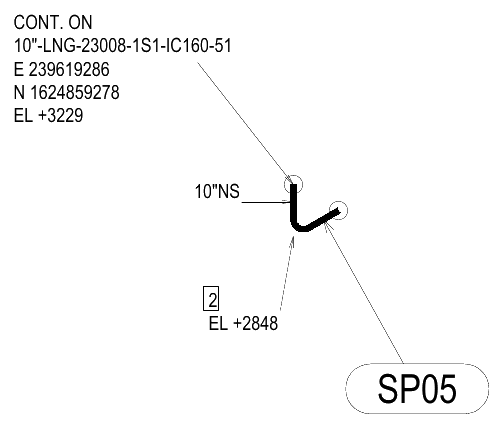 CONT. ON
10"-LNG-23008-1S1-IC160-51
E 239619286
N 1624859278
EL +3229
10"NS
2
EL +2848
SP05